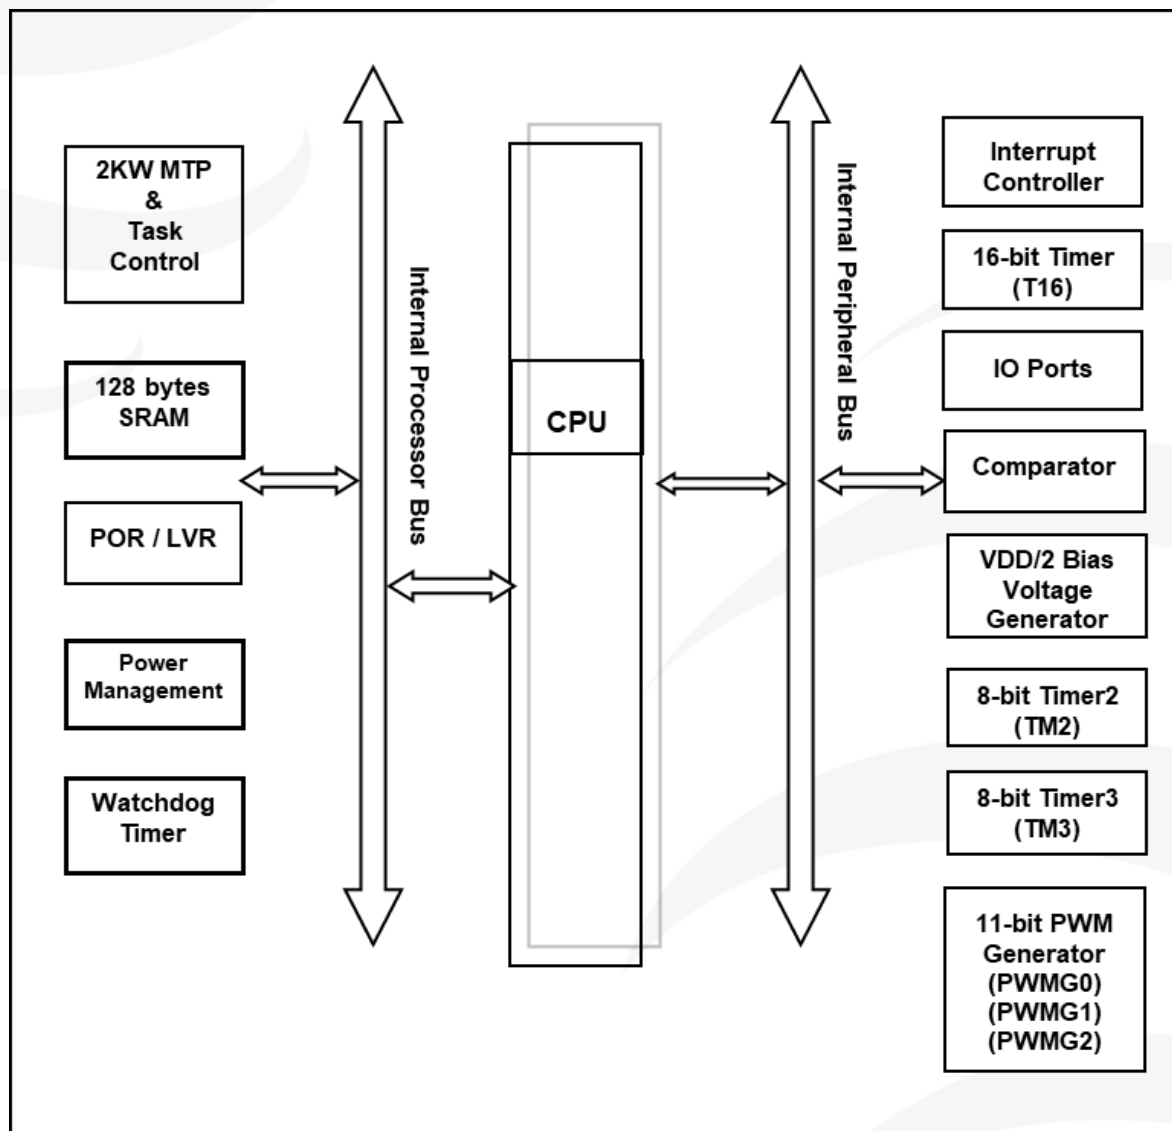 2KW MTP
&
Task
Control
128 bytes
SRAM
POR / LVR
Power
Management
Watchdog
Timer
Internal Processor Bus
CPU
Internal Peripheral Bus
Interrupt
Controller
16-bit Timer
(T16)
IO Ports
Comparator
VDD/2 Bias
Voltage
Generator
8-bit Timer2
(TM2)
8-bit Timer3
(TM3)
11-bit PWM
Generator
(PWMG0)
(PWMG1)
(PWMG2)